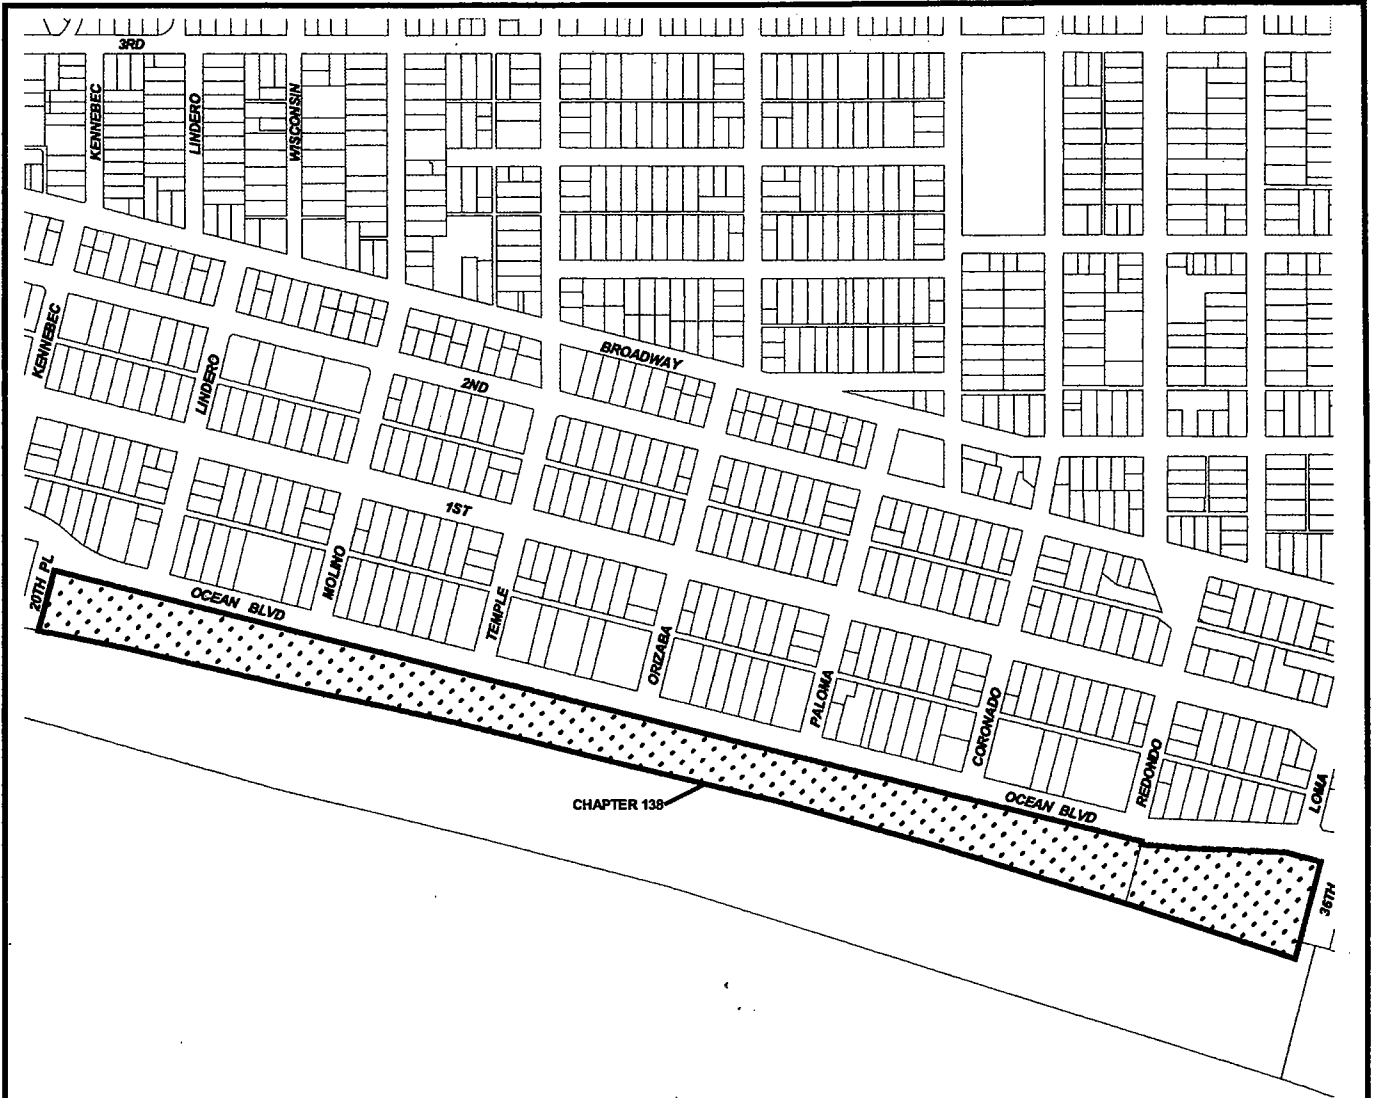 3RD
KENNEBEC
LINDERO
WISCONSIN
KENNEBEC
LINDERO
BROADWAY
2ND
1ST
20TH PL
OCEAN BLVD
MOLINO
TEMPLE
ORIZABA
PALOMA
CORONADO
REDONDO
LOMA
CHAPTER 138
OCEAN BLVD
36TH